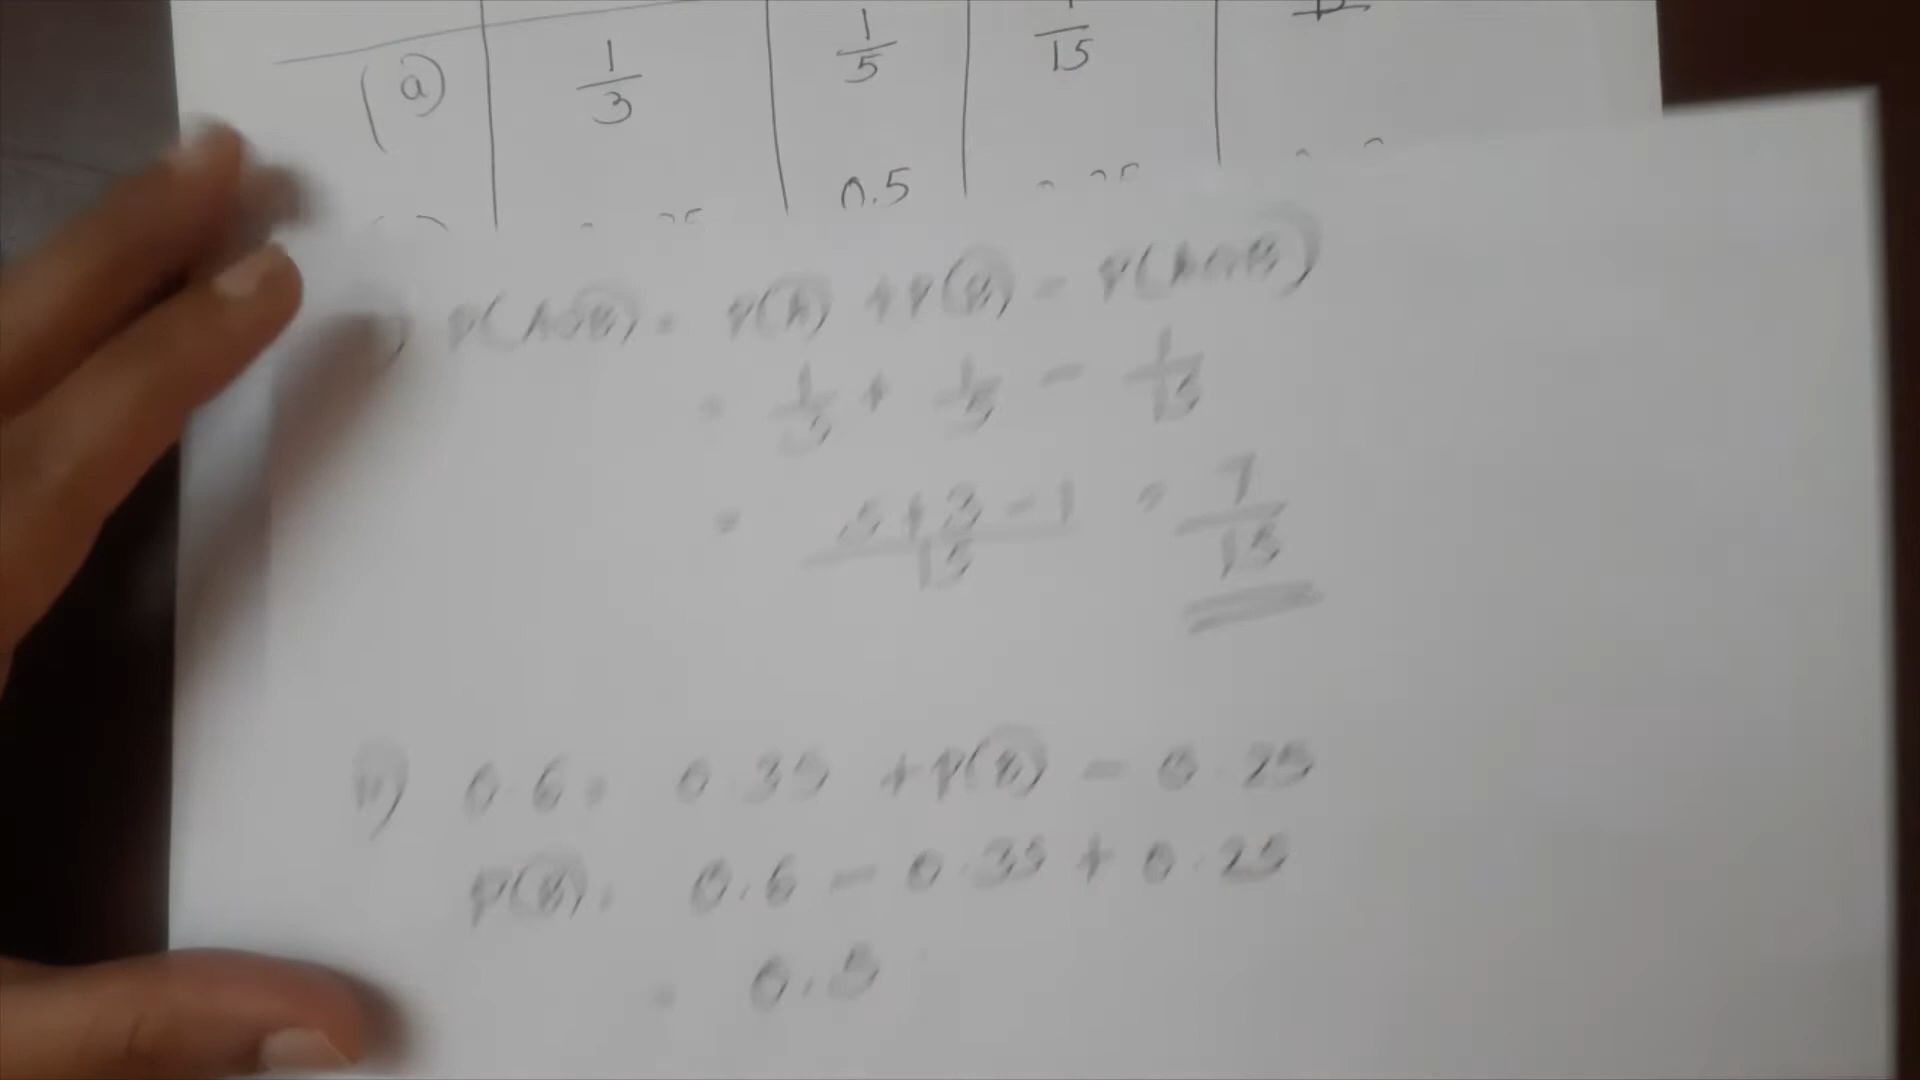 (a) 1/3 1/5 1/15
0.5
P(A∪B) = P(A) + P(B) - P(A∩B)
= 1/3 + 1/5 - 1/15
= 5+3-1/15 = 7/15
ii) 0.6 = 0.35 + P(B) - 0.25
P(B) = 0.6 - 0.35 + 0.25
= 0.5